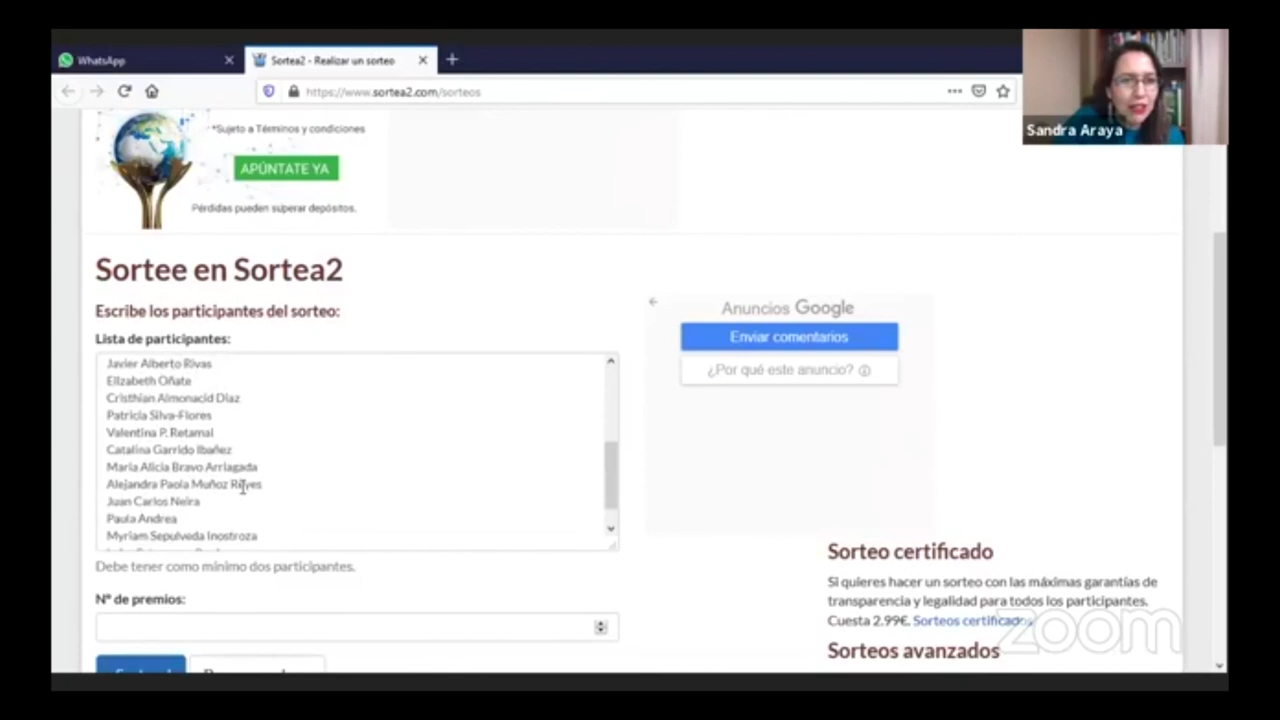 WhatsApp
Sortea2 - Realizar un sorteo
https://www.sortea2.com/sorteos
Sandra Araya
*Sujeto a Términos y condiciones
APÚNTATE YA
Pérdidas pueden superar depósitos.
Sortee en Sortea2
Escribe los participantes del sorteo:
Lista de participantes:
Javier Alberto Rivas
Elizabeth Oñate
Cristhian Almonacid Diaz
Patricia Silva-Flores
Valentina P. Retamal
Catalina Garrido Ibañez
Maria Alicia Bravo Arriagada
Alejandra Paola Muñoz Reyes
Juan Carlos Neira
Paula Andrea
Myriam Sepulveda Inostroza
Debe tener como mínimo dos participantes.
Nº de premios:
Anuncios Google
Enviar comentarios
¿Por qué este anuncio?
Sorteo certificado
Si quieres hacer un sorteo con las máximas garantías de
transparencia y legalidad para todos los participantes.
Cuesta 2.99€. Sorteos certificados
Sorteos avanzados
zoom